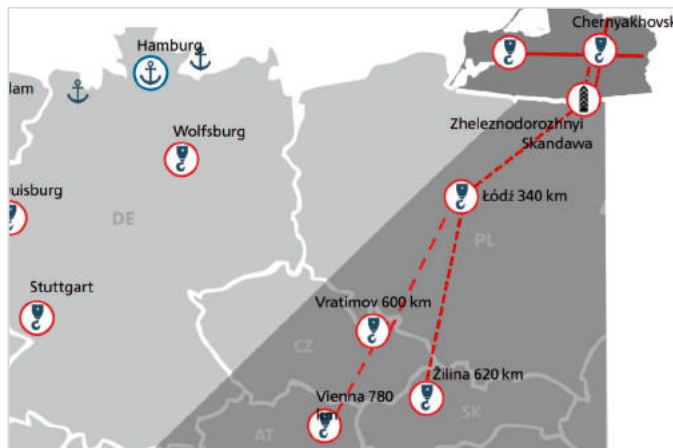 Chernyakhovsk
Hamburg
lam
Wolfsburg
Zheleznodorozhnyi
Skandawa
uisburg
DE
Łódź 340 km
PL
Stuttgart
Vratimov 600 km
CZ
Žilina 620 km
Vienna 780
km
SK
AT